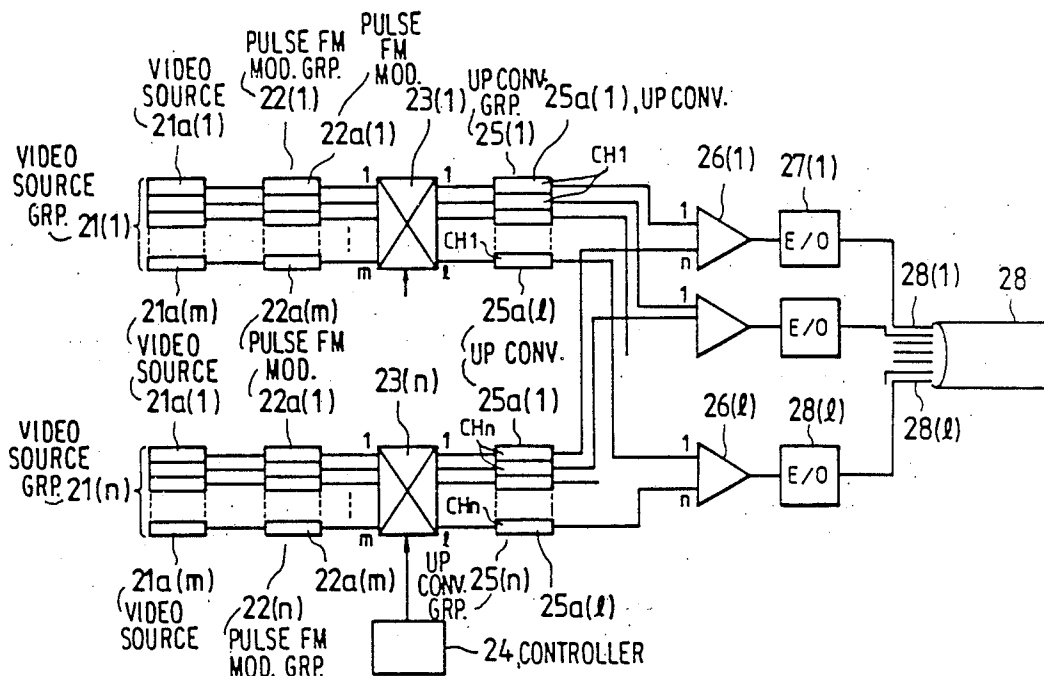 PULSE FM
MOD. GRP.
22(1)
PULSE
FM
MOD.
22a(1)
VIDEO
SOURCE
21a(1)
23(1)
UP CONV.
GRP.
25(1)
25a(1), UP CONV.
CH1
26(1)
27(1)
VIDEO
SOURCE
GRP. 21(1)
1
1
1
n
E/O
m
l
CH1
28(1)
28
21a(m)
VIDEO
SOURCE
21a(1)
22a(m)
PULSE FM
MOD.
22a(1)
25a(l)
UP CONV.
25a(1)
1
E/O
23(n)
28(l)
26(l)
28(l)
VIDEO
SOURCE
GRP. 21(n)
1
1
CHn
1
n
E/O
m
l
CHn
21a(m)
VIDEO
SOURCE
22(n)
PULSE FM
MOD. GRP.
22a(m)
UP
CONV.
GRP.
25(n)
25a(l)
24, CONTROLLER